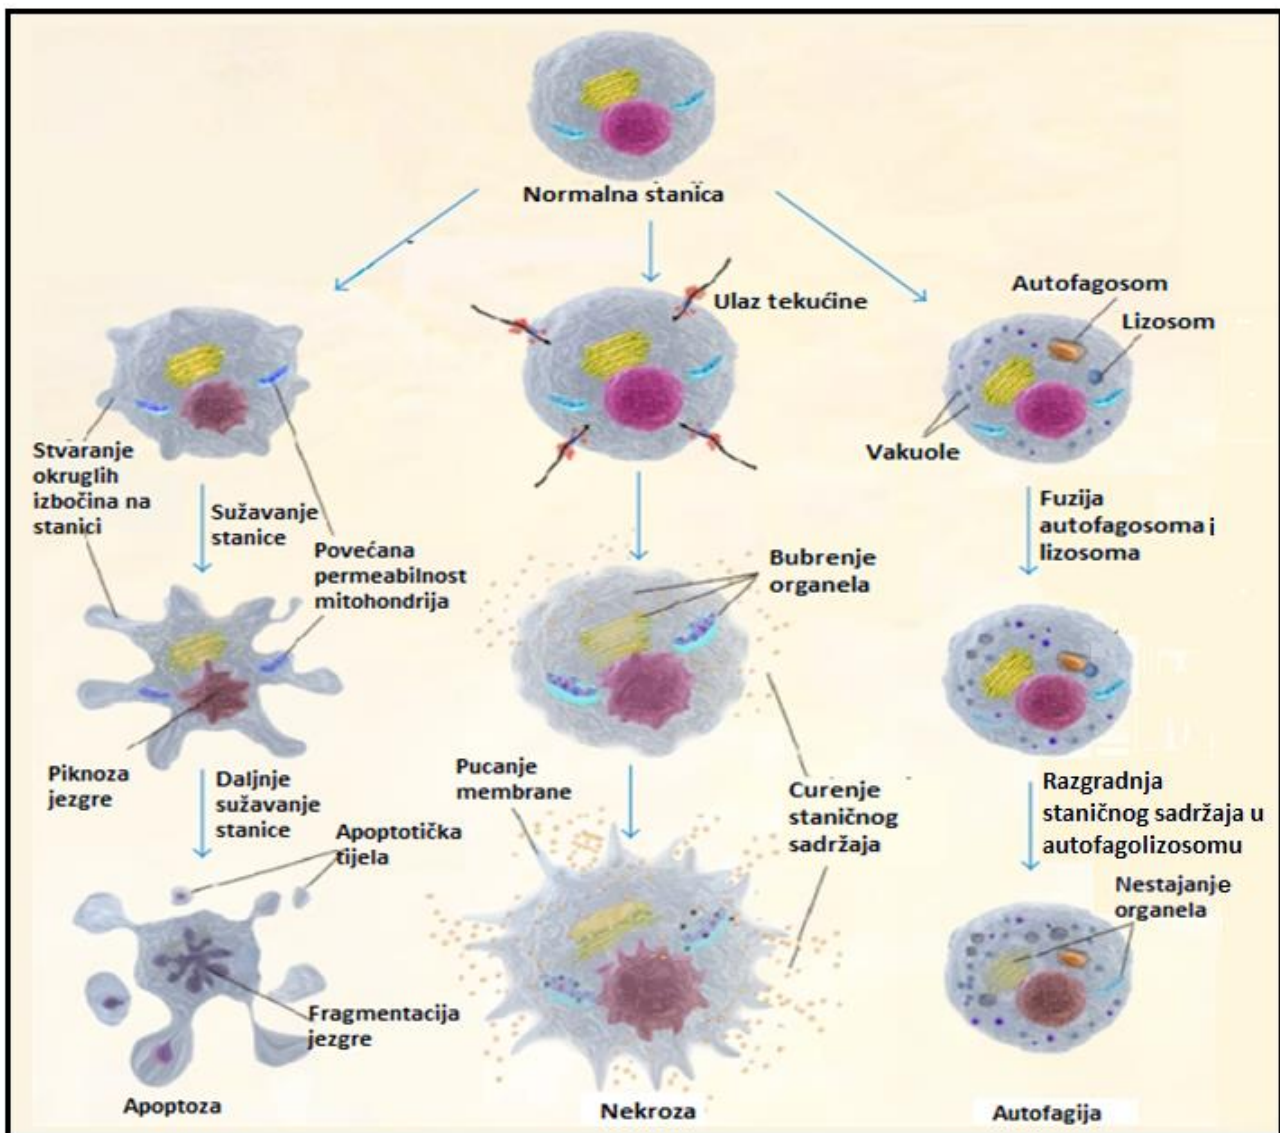 Normalna stanica
Ulaz tekućine
Autofagosom
Lizosom
Vakuole
Stvaranje
okruglih
izbočina na
stanici
Sužavanje
stanice
Povećana
permeabilnost
mitohondrija
Bubrenje
organela
Fuzija
autofagosoma i
lizosoma
Piknoza
jezgre
Daljnje
sužavanje
stanice
Pucanje
membrane
Curenje
staničnog
sadržaja
Razgradnja
staničnog sadržaja u
autofagolizosomu
Apoptotička
tijela
Nestajanje
organela
Fragmentacija
jezgre
Apoptoza
Nekroza
Autofagija